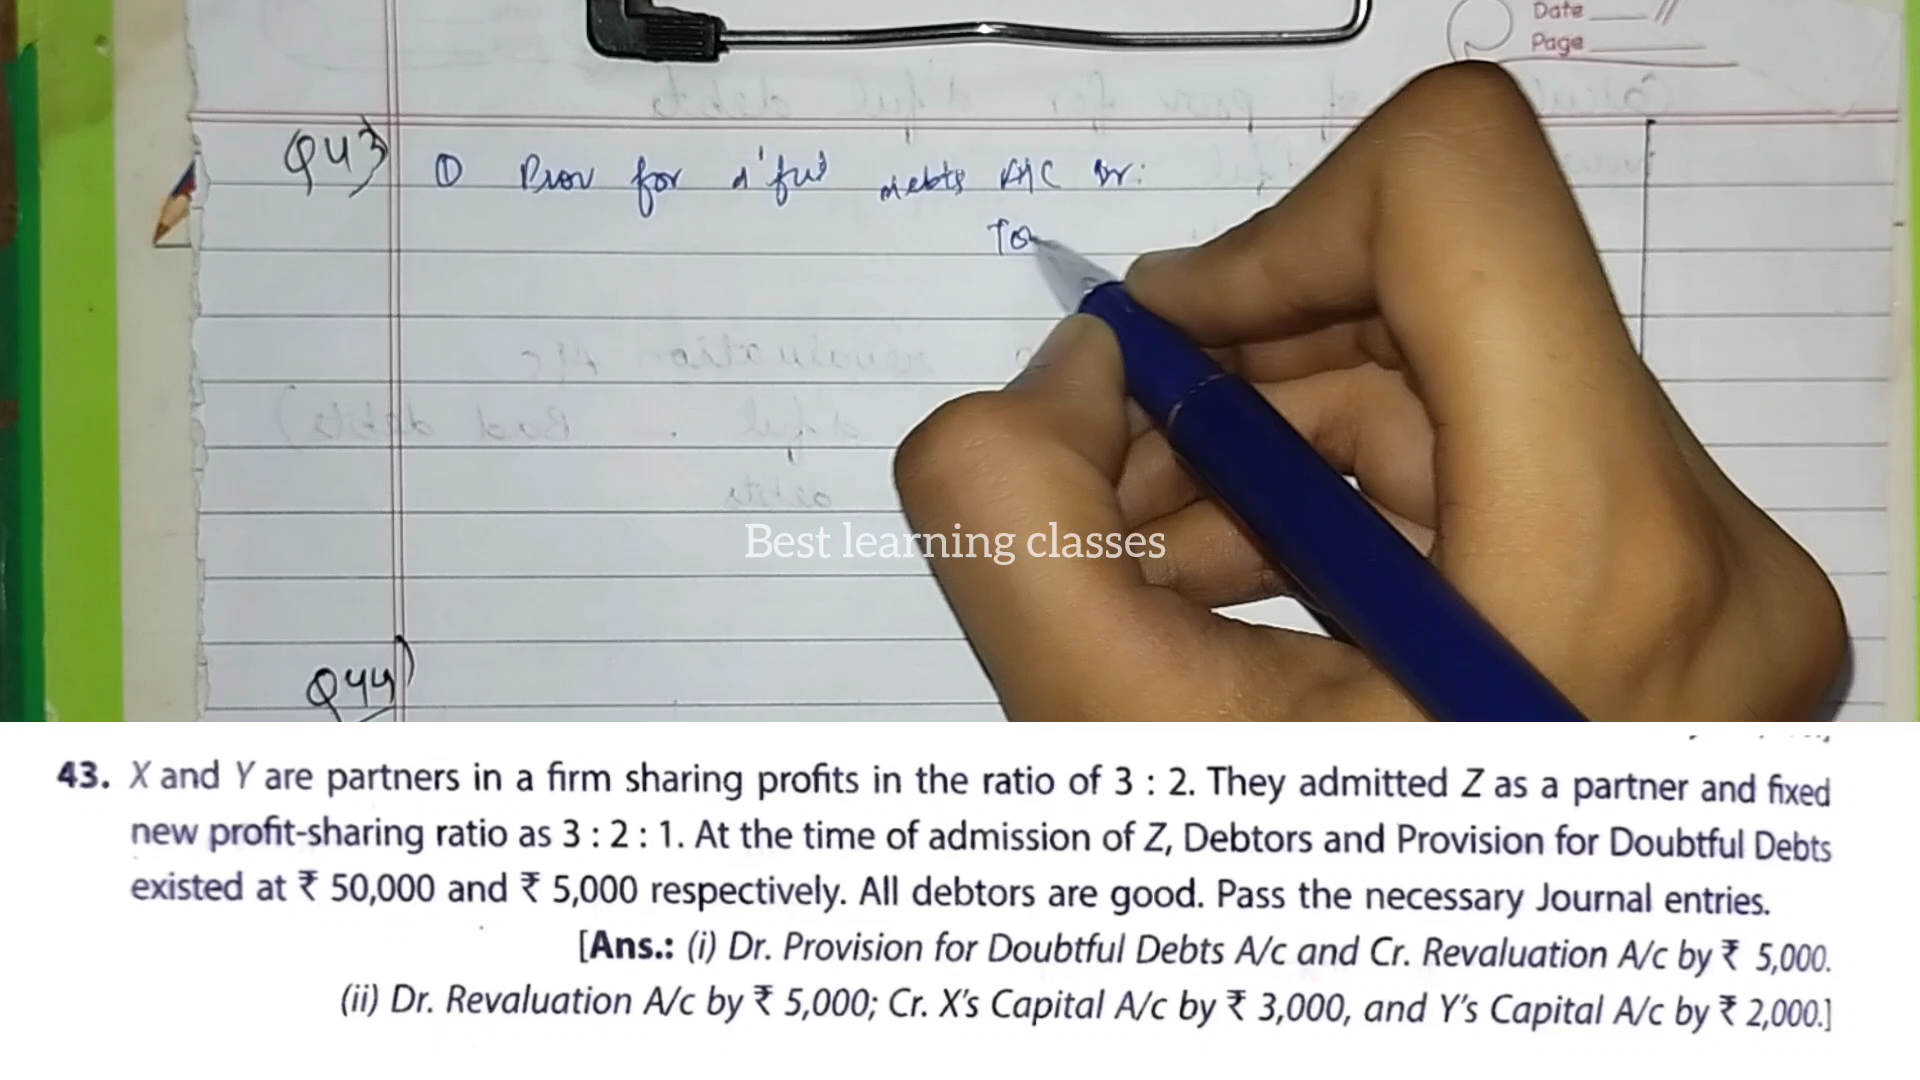 Date
Page
Q43) ① Prov for d'ful debts A/C Dr:
To
Best learning classes
Q44)
43. X and Y are partners in a firm sharing profits in the ratio of 3 : 2. They admitted Z as a partner and fixed
new profit-sharing ratio as 3 : 2 : 1. At the time of admission of Z, Debtors and Provision for Doubtful Debts
existed at ₹ 50,000 and ₹ 5,000 respectively. All debtors are good. Pass the necessary Journal entries.
[Ans.: (i) Dr. Provision for Doubtful Debts A/c and Cr. Revaluation A/c by ₹ 5,000.
(ii) Dr. Revaluation A/c by ₹ 5,000; Cr. X's Capital A/c by ₹ 3,000, and Y's Capital A/c by ₹ 2,000.]